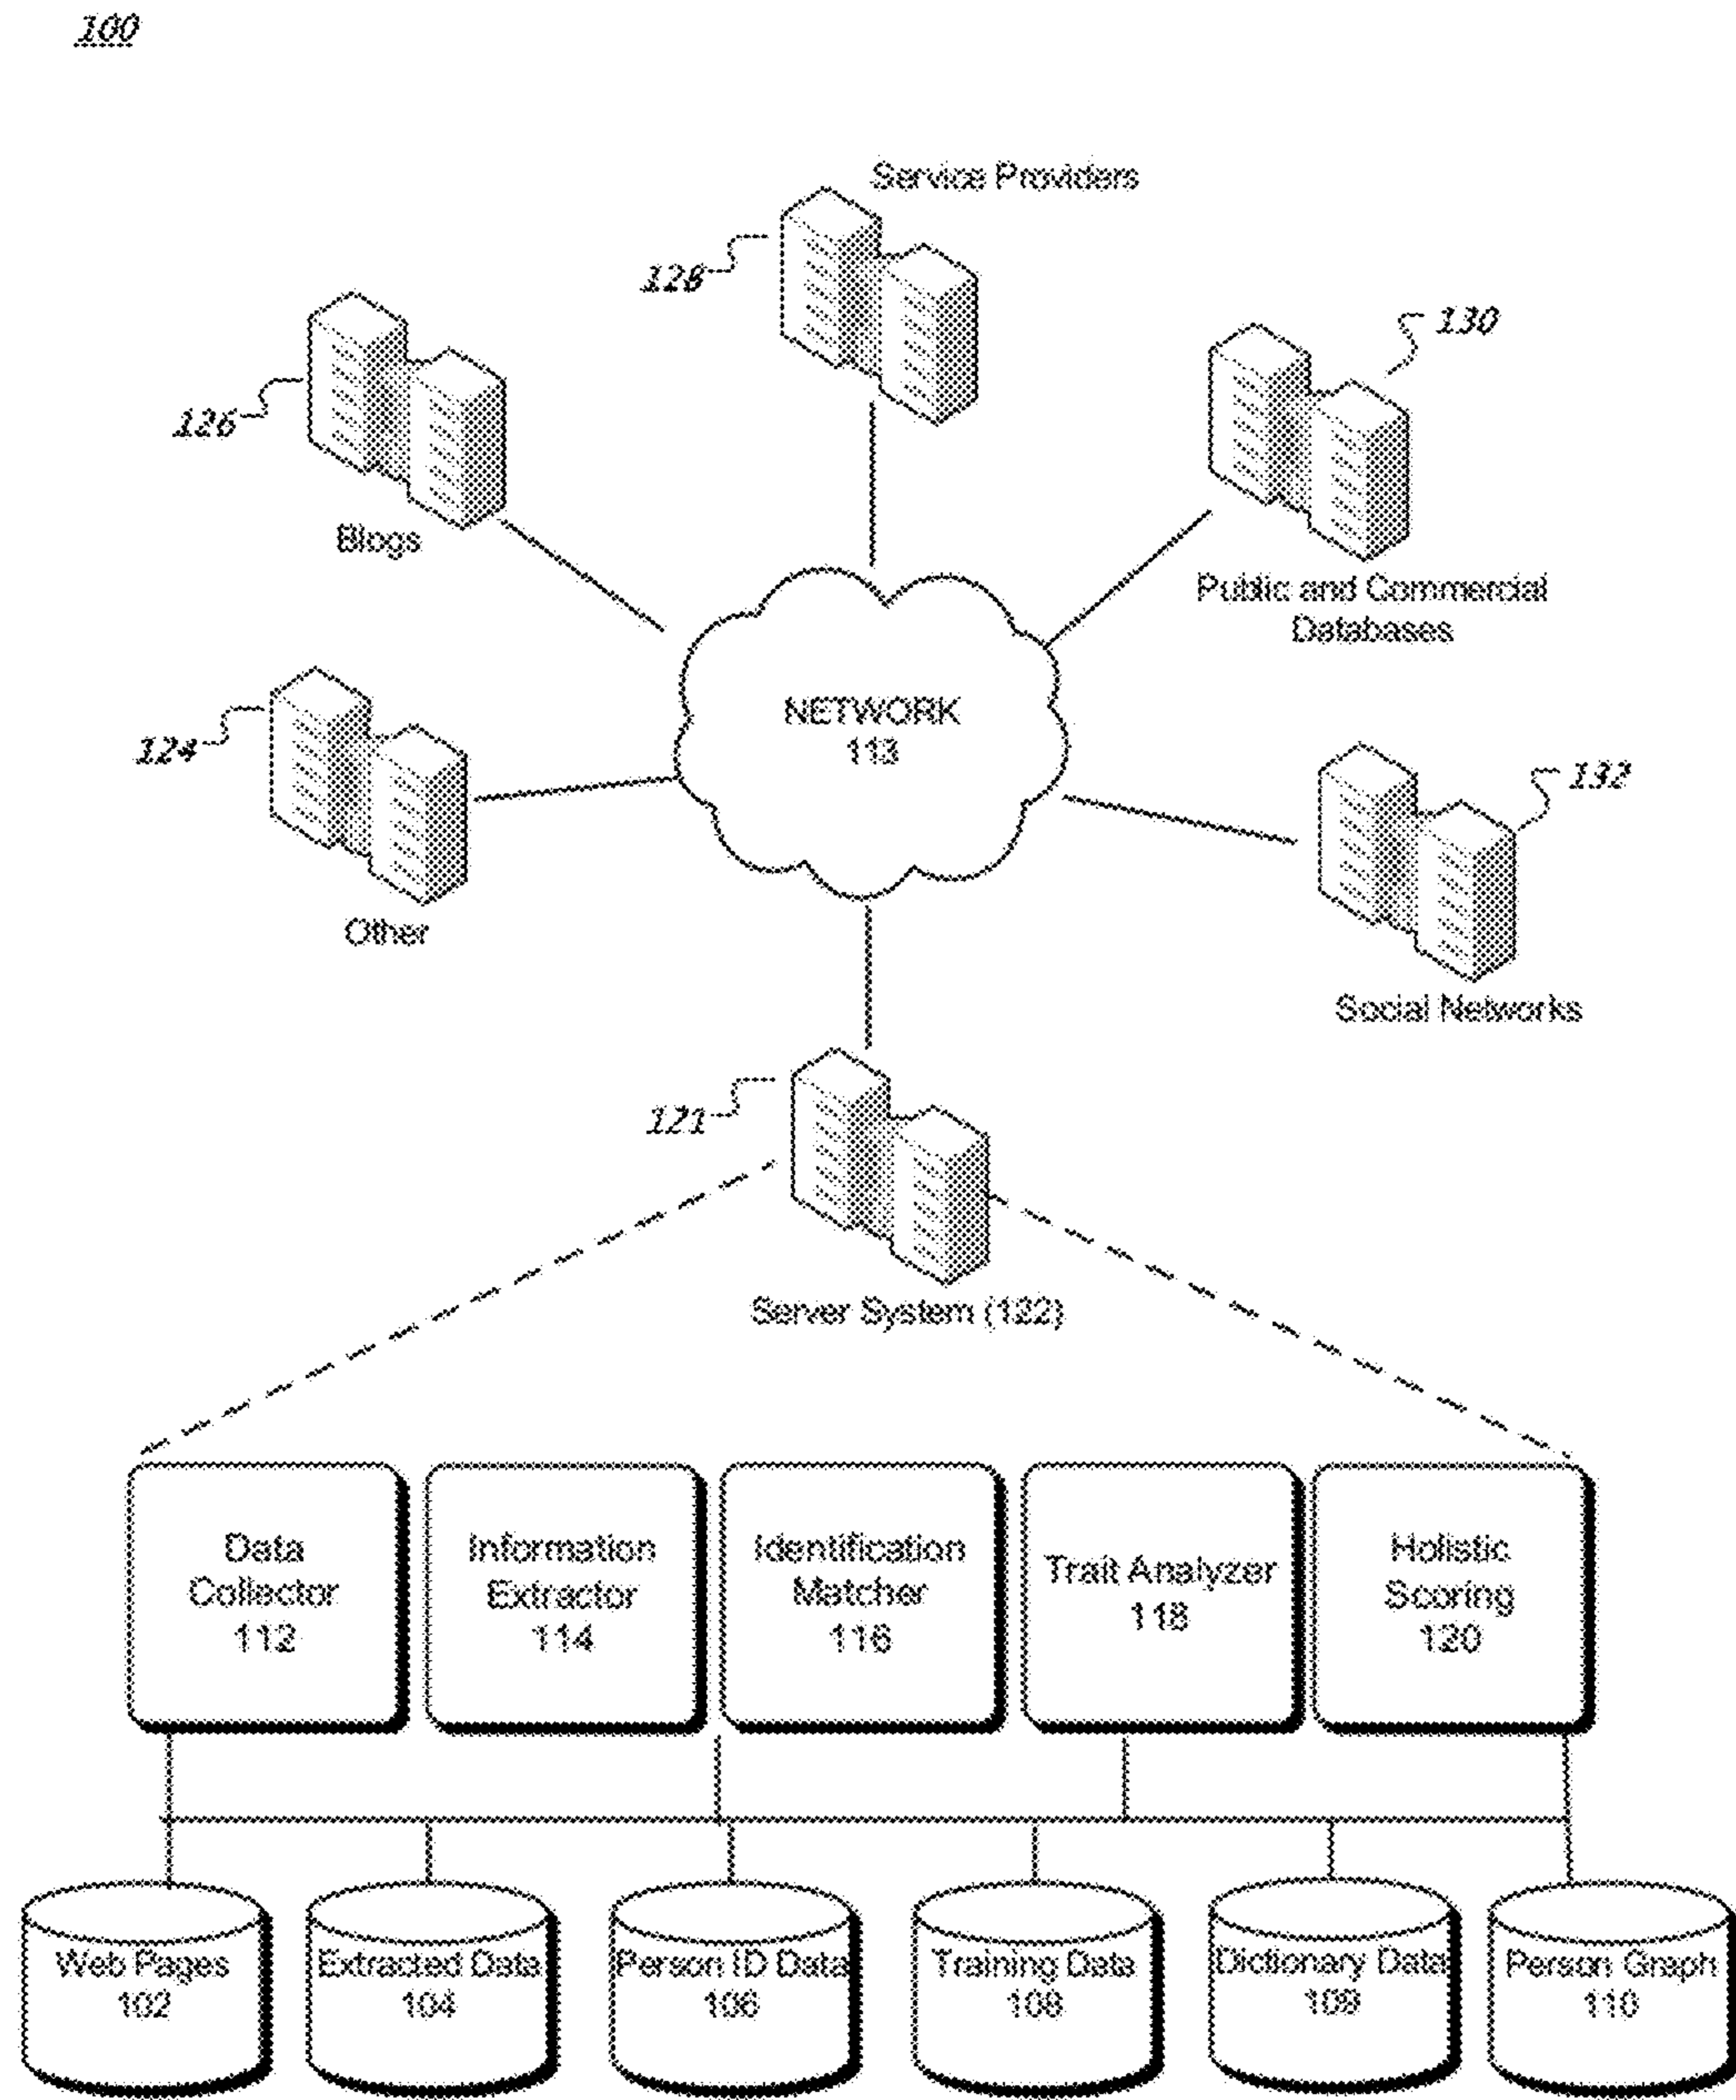 100
Service Providers
128
130
126
Blogs
Public and Commercial
Databases
NETWORK
113
124
132
Other
Social Networks
121
Server System (122)
Data
Collector
112
Information
Extractor
114
Identification
Matcher
116
Trait Analyzer
118
Holistic
Scoring
120
Web Pages
102
Extracted Data
104
Person ID Data
106
Training Data
108
Dictionary Data
109
Person Graph
110